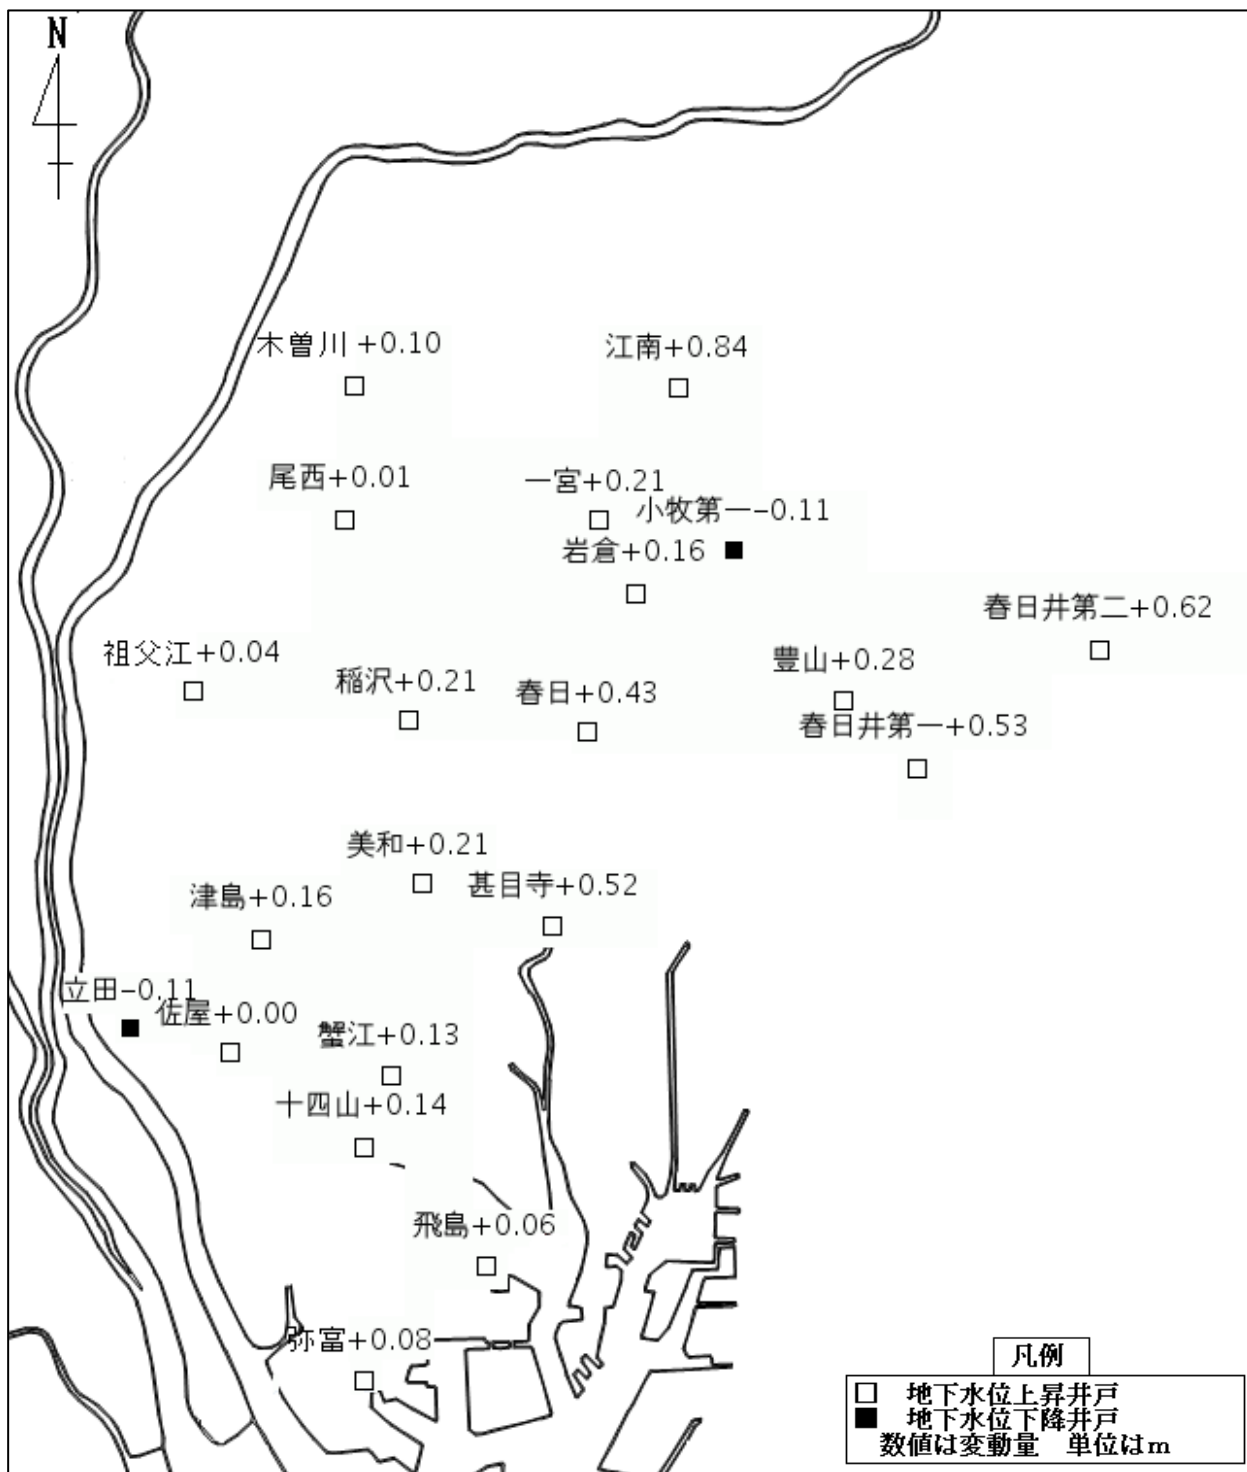 N
木曽川 +0.10
江南+0.84
尾西+0.01
一宮+0.21
小牧第一−0.11
岩倉+0.16
春日井第二+0.62
祖父江+0.04
豊山+0.28
稲沢+0.21
春日+0.43
春日井第一+0.53
美和+0.21
甚目寺+0.52
津島+0.16
立田−0.11
佐屋+0.00
蟹江+0.13
十四山+0.14
飛島+0.06
弥富+0.08
凡例
□ 地下水位上昇井戸
■ 地下水位下降井戸
数値は変動量 単位はm